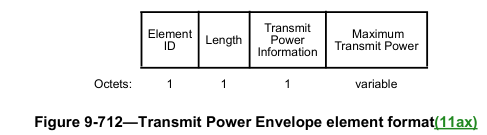 Element ID
Length
Transmit Power Information
Maximum Transmit Power
Octets: 1 1 1 variable
Figure 9-712—Transmit Power Envelope element format(11ax)